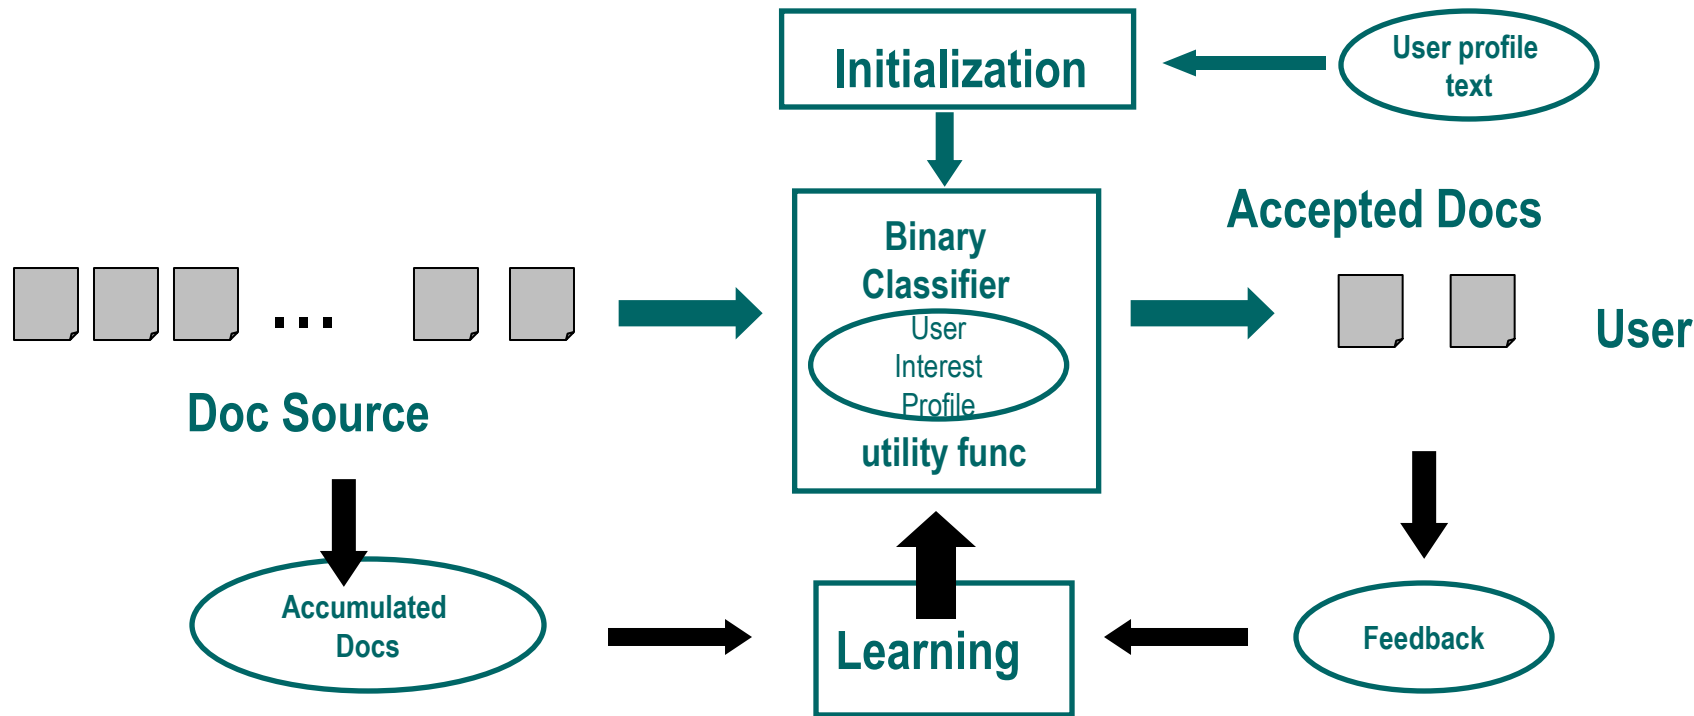 Initialization
User profile
text
Accepted Docs
Binary
Classifier
User
Interest
Profile
utility func
...
User
Doc Source
Accumulated
Docs
Learning
Feedback